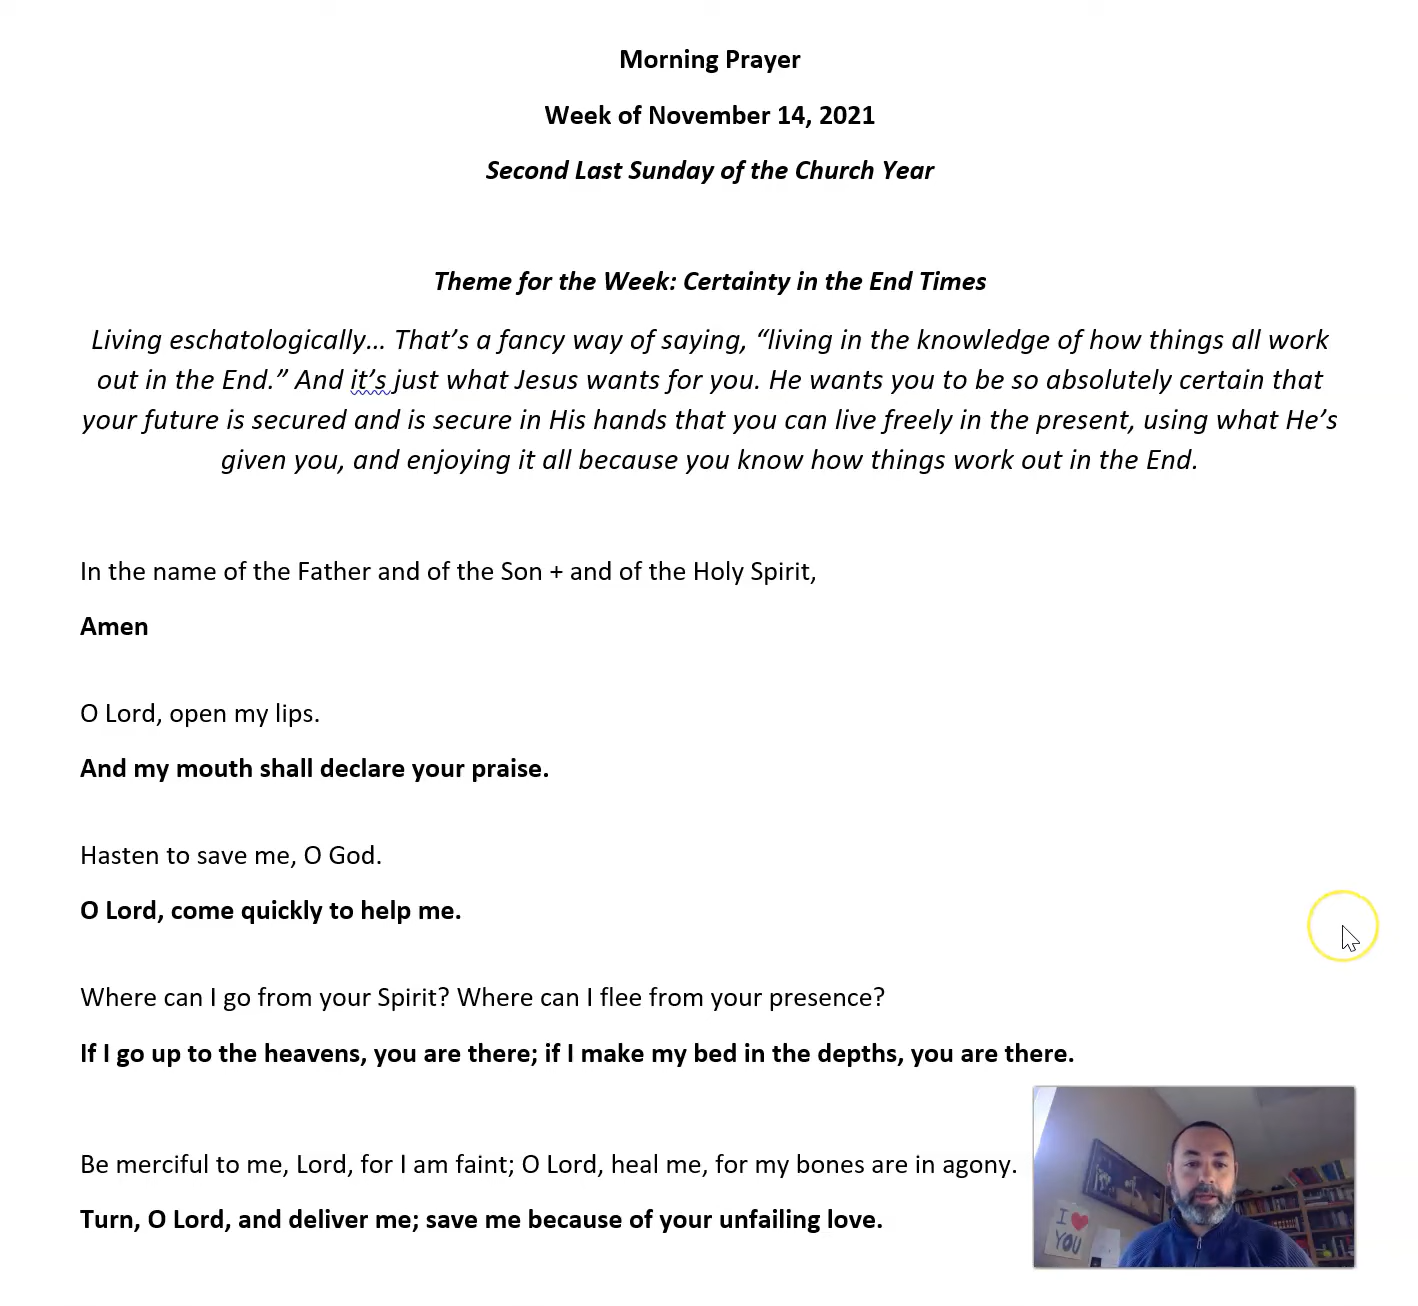 Morning Prayer
Week of November 14, 2021
Second Last Sunday of the Church Year
Theme for the Week: Certainty in the End Times
Living eschatologically… That’s a fancy way of saying, “living in the knowledge of how things all work
out in the End.” And it’s just what Jesus wants for you. He wants you to be so absolutely certain that
your future is secured and is secure in His hands that you can live freely in the present, using what He’s
given you, and enjoying it all because you know how things work out in the End.
In the name of the Father and of the Son + and of the Holy Spirit,
Amen
O Lord, open my lips.
And my mouth shall declare your praise.
Hasten to save me, O God.
O Lord, come quickly to help me.
Where can I go from your Spirit? Where can I flee from your presence?
If I go up to the heavens, you are there; if I make my bed in the depths, you are there.
Be merciful to me, Lord, for I am faint; O Lord, heal me, for my bones are in agony.
Turn, O Lord, and deliver me; save me because of your unfailing love.
I
YOU